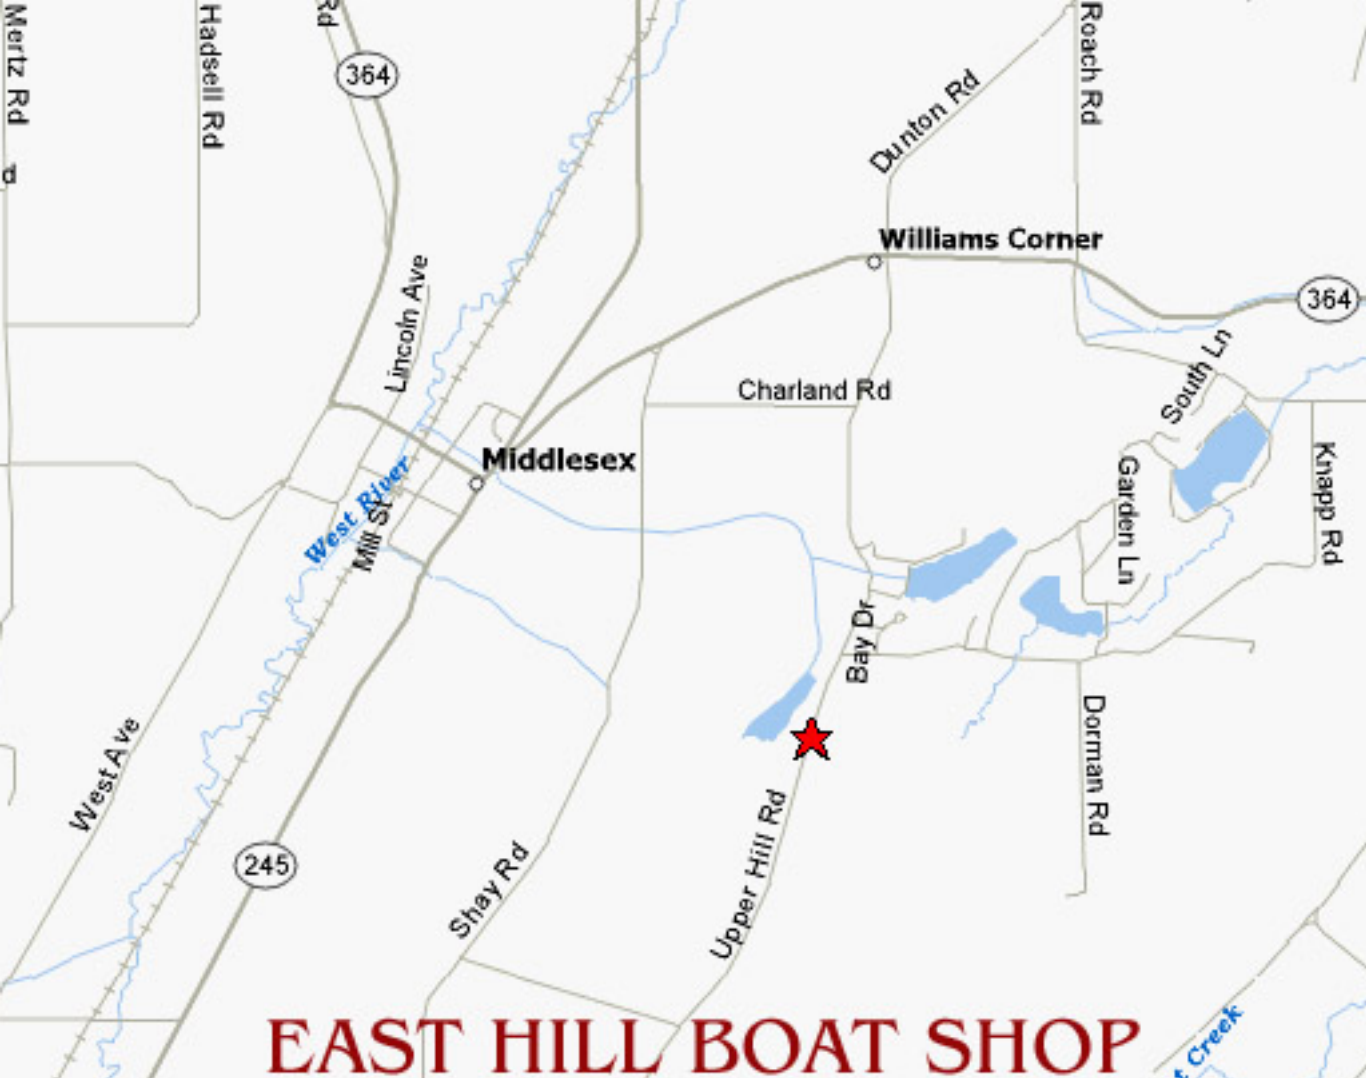 Mertz Rd
Hadsell Rd
Rd
364
Roach Rd
Dunton Rd
Williams Corner
364
Lincoln Ave
South Ln
Charland Rd
Middlesex
West River
Mill St
Garden Ln
Knapp Rd
Bay Dr
West Ave
Dorman Rd
245
Shay Rd
Upper Hill Rd
Creek
EAST HILL BOAT SHOP